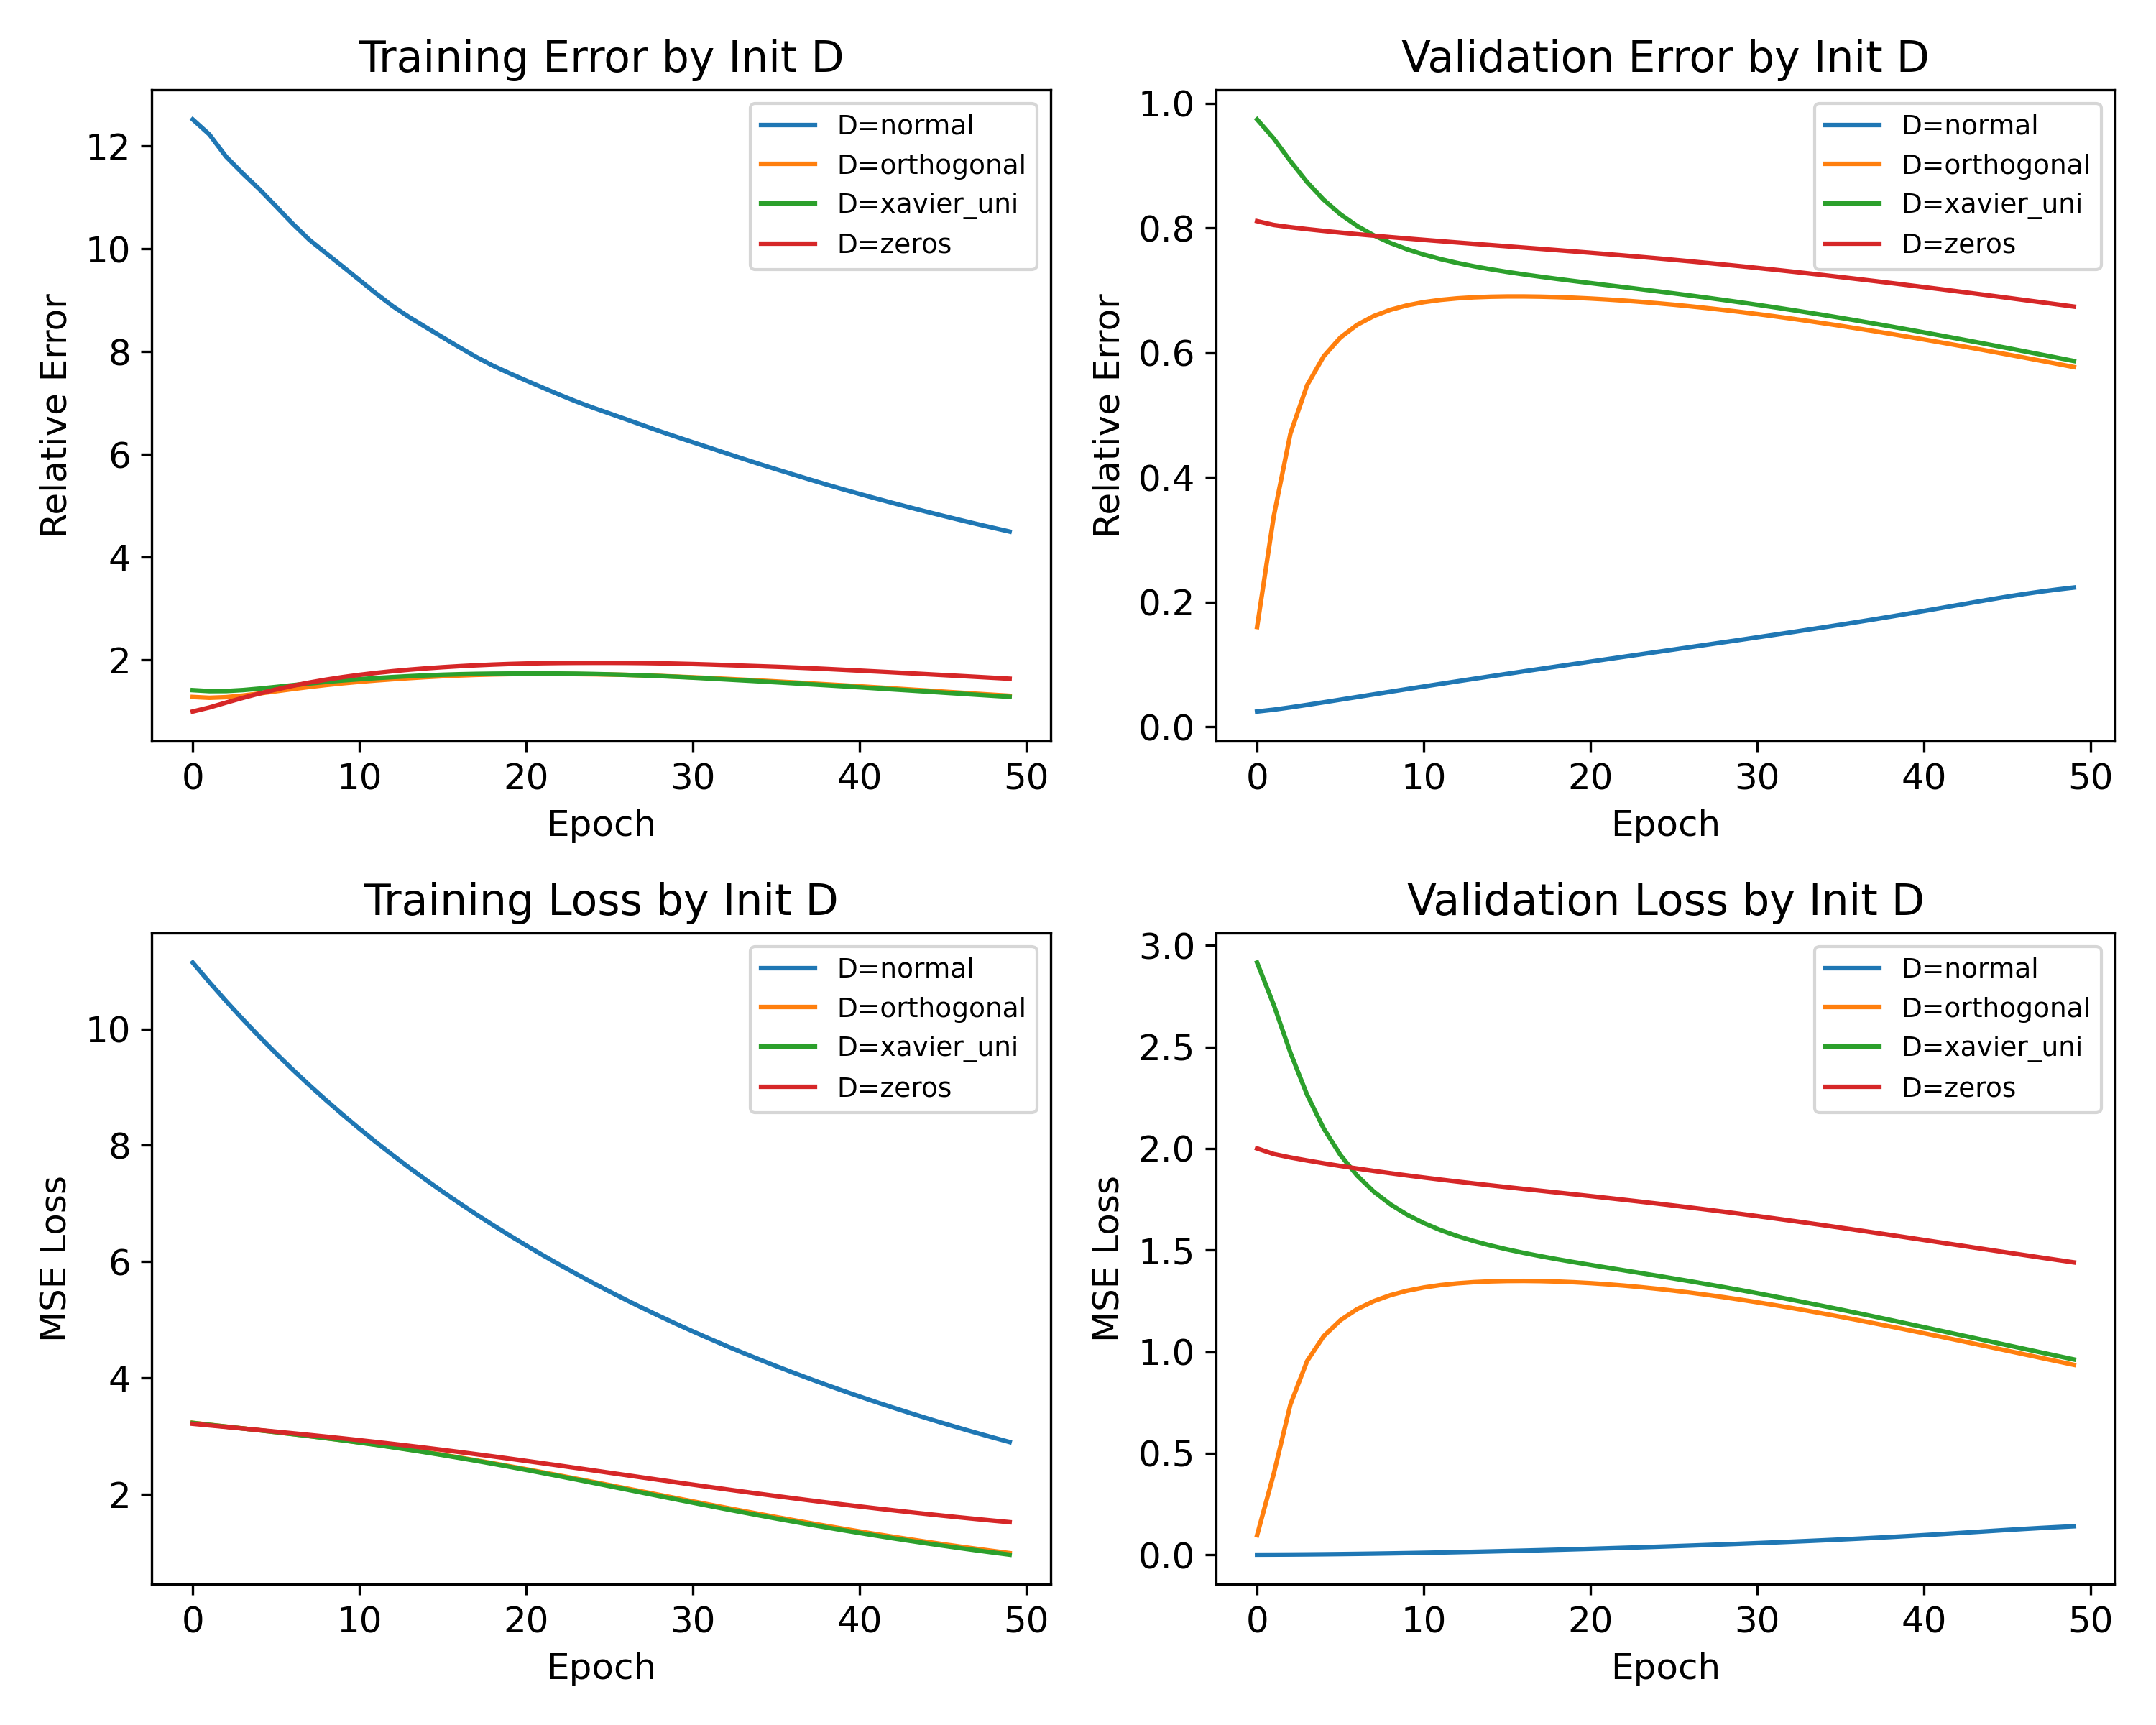 Training Error by Init D
Relative Error
12
10
8
6
4
2
D=normal
D=orthogonal
D=xavier_uni
D=zeros
0 10 20 30 40 50
Epoch
Validation Error by Init D
Relative Error
1.0
0.8
0.6
0.4
0.2
0.0
D=normal
D=orthogonal
D=xavier_uni
D=zeros
0 10 20 30 40 50
Epoch
Training Loss by Init D
MSE Loss
10
8
6
4
2
D=normal
D=orthogonal
D=xavier_uni
D=zeros
0 10 20 30 40 50
Epoch
Validation Loss by Init D
MSE Loss
3.0
2.5
2.0
1.5
1.0
0.5
0.0
D=normal
D=orthogonal
D=xavier_uni
D=zeros
0 10 20 30 40 50
Epoch